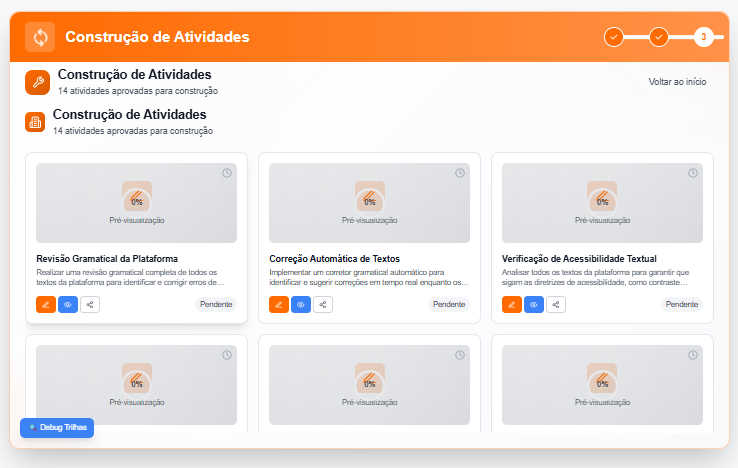 Construção de Atividades
3
Construção de Atividades
14 atividades aprovadas para construção
Voltar ao início
Construção de Atividades
14 atividades aprovadas para construção
0%
Pré-visualização
Revisão Gramatical da Plataforma
Realizar uma revisão gramatical completa de todos os
textos da plataforma para identificar e corrigir erros de...
Pendente
0%
Pré-visualização
Correção Automática de Textos
Implementar um corretor gramatical automático para
identificar e sugerir correções em tempo real enquanto os...
Pendente
0%
Pré-visualização
Verificação de Acessibilidade Textual
Analisar todos os textos da plataforma para garantir que
sigam as diretrizes de acessibilidade, como contraste...
Pendente
0%
Pré-visualização
0%
Pré-visualização
0%
Pré-visualização
Debug Trilhas